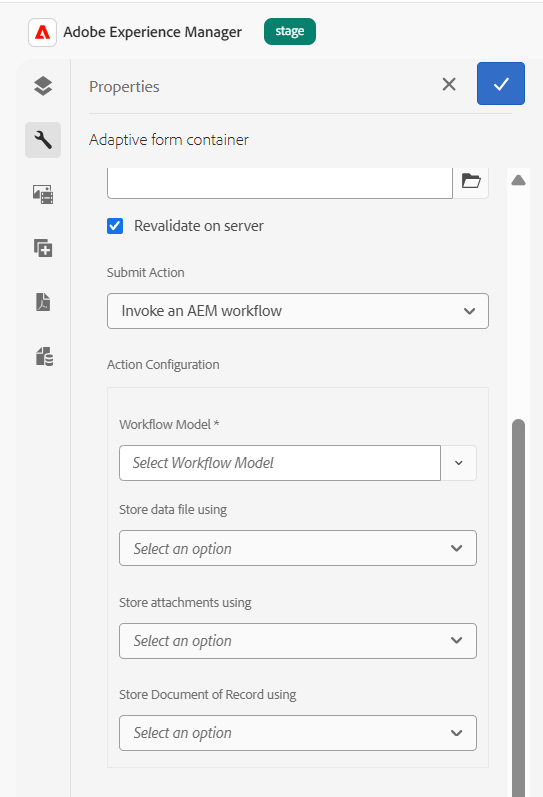 Adobe Experience Manager
stage
Properties
Adaptive form container
Revalidate on server
Submit Action
Invoke an AEM workflow
Action Configuration
Workflow Model *
Select Workflow Model
Store data file using
Select an option
Store attachments using
Select an option
Store Document of Record using
Select an option